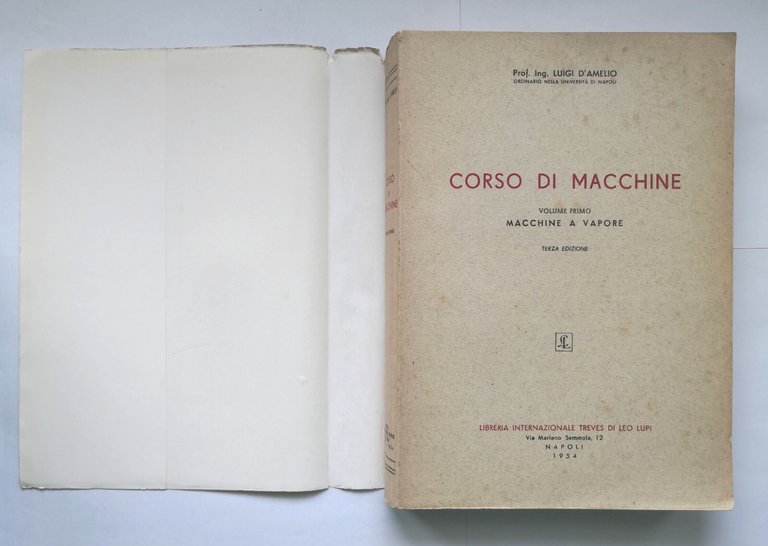 Prof. Ing. LUIGI D'AMELIO
ORDINARIO NELLA UNIVERSITÀ DI NAPOLI
CORSO DI MACCHINE
VOLUME PRIMO
MACCHINE A VAPORE
TERZA EDIZIONE
LIBRERIA INTERNAZIONALE TREVES DI LEO LUPI
Via Mariano Semmola, 12
NAPOLI
1954